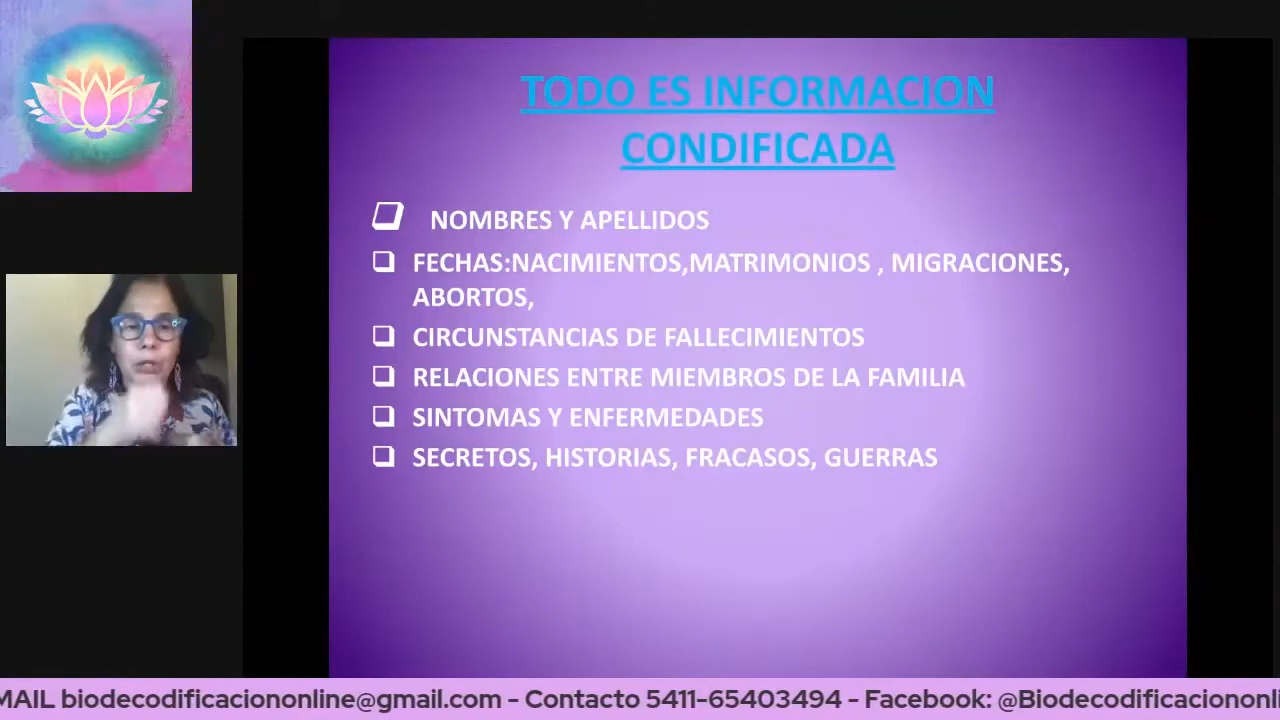 TODO ES INFORMACION
CONDIFICADA
NOMBRES Y APELLIDOS
FECHAS:NACIMIENTOS,MATRIMONIOS , MIGRACIONES,
ABORTOS,
CIRCUNSTANCIAS DE FALLECIMIENTOS
RELACIONES ENTRE MIEMBROS DE LA FAMILIA
SINTOMAS Y ENFERMEDADES
SECRETOS, HISTORIAS, FRACASOS, GUERRAS
MAIL biodecodificaciononline@gmail.com - Contacto 5411-65403494 - Facebook: @Biodecodificaciononli